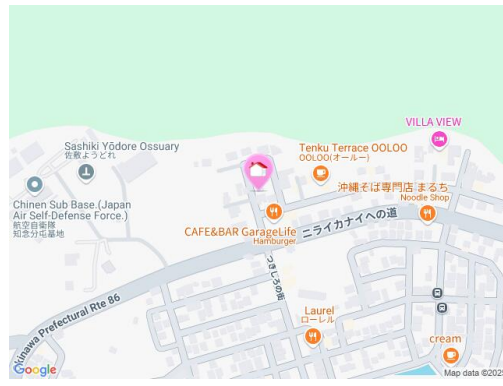 VILLA VIEW
Sashiki Yōdore Ossuary
佐敷ようどれ
Tenku Terrace OOLOO
OOLOO(オールー)
Chinen Sub Base.(Japan
Air Self-Defense Force.)
航空自衛隊
知念分屯基地
沖縄そば専門店 まるち
Noodle Shop
CAFE&BAR GarageLife
Hamburger
ニライカナイへの道
つきしろの街
kinawa Prefectural Rte 86
Laurel
ローレル
cream
Google
Map data ©202